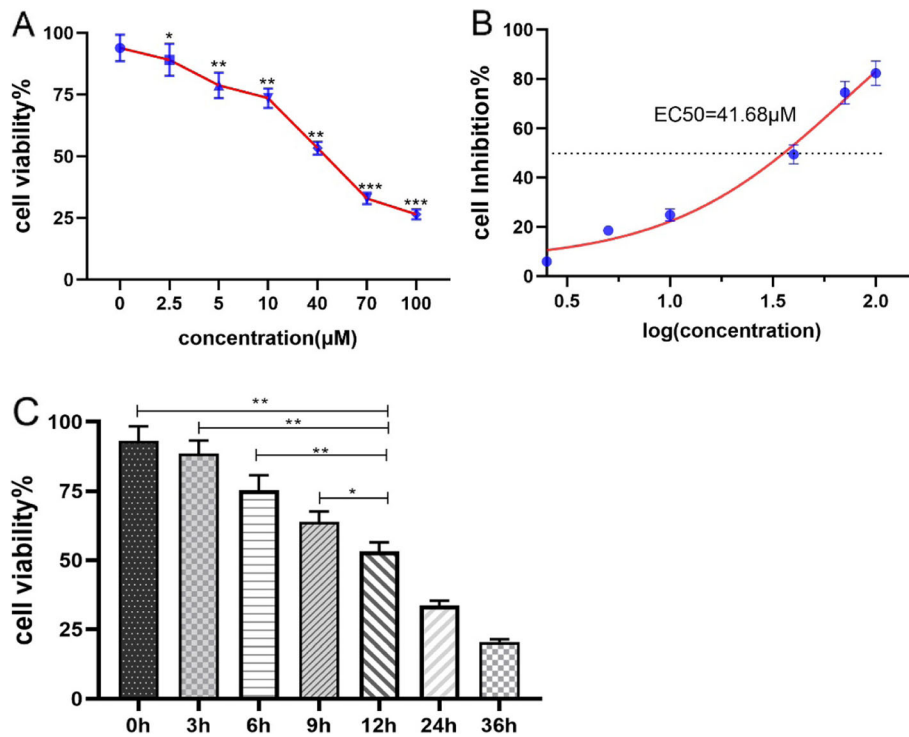 A
cell viability%
100
75
50
25
0
*
**
**
**
***
***
0 2.5 5 10 40 70 100
concentration(μM)
B
cell Inhibition%
100
80
60
40
20
0
EC50=41.68μM
0.5 1.0 1.5 2.0
log(concentration)
C
cell viability%
100
75
50
25
0
**
**
**
*
0h 3h 6h 9h 12h 24h 36h